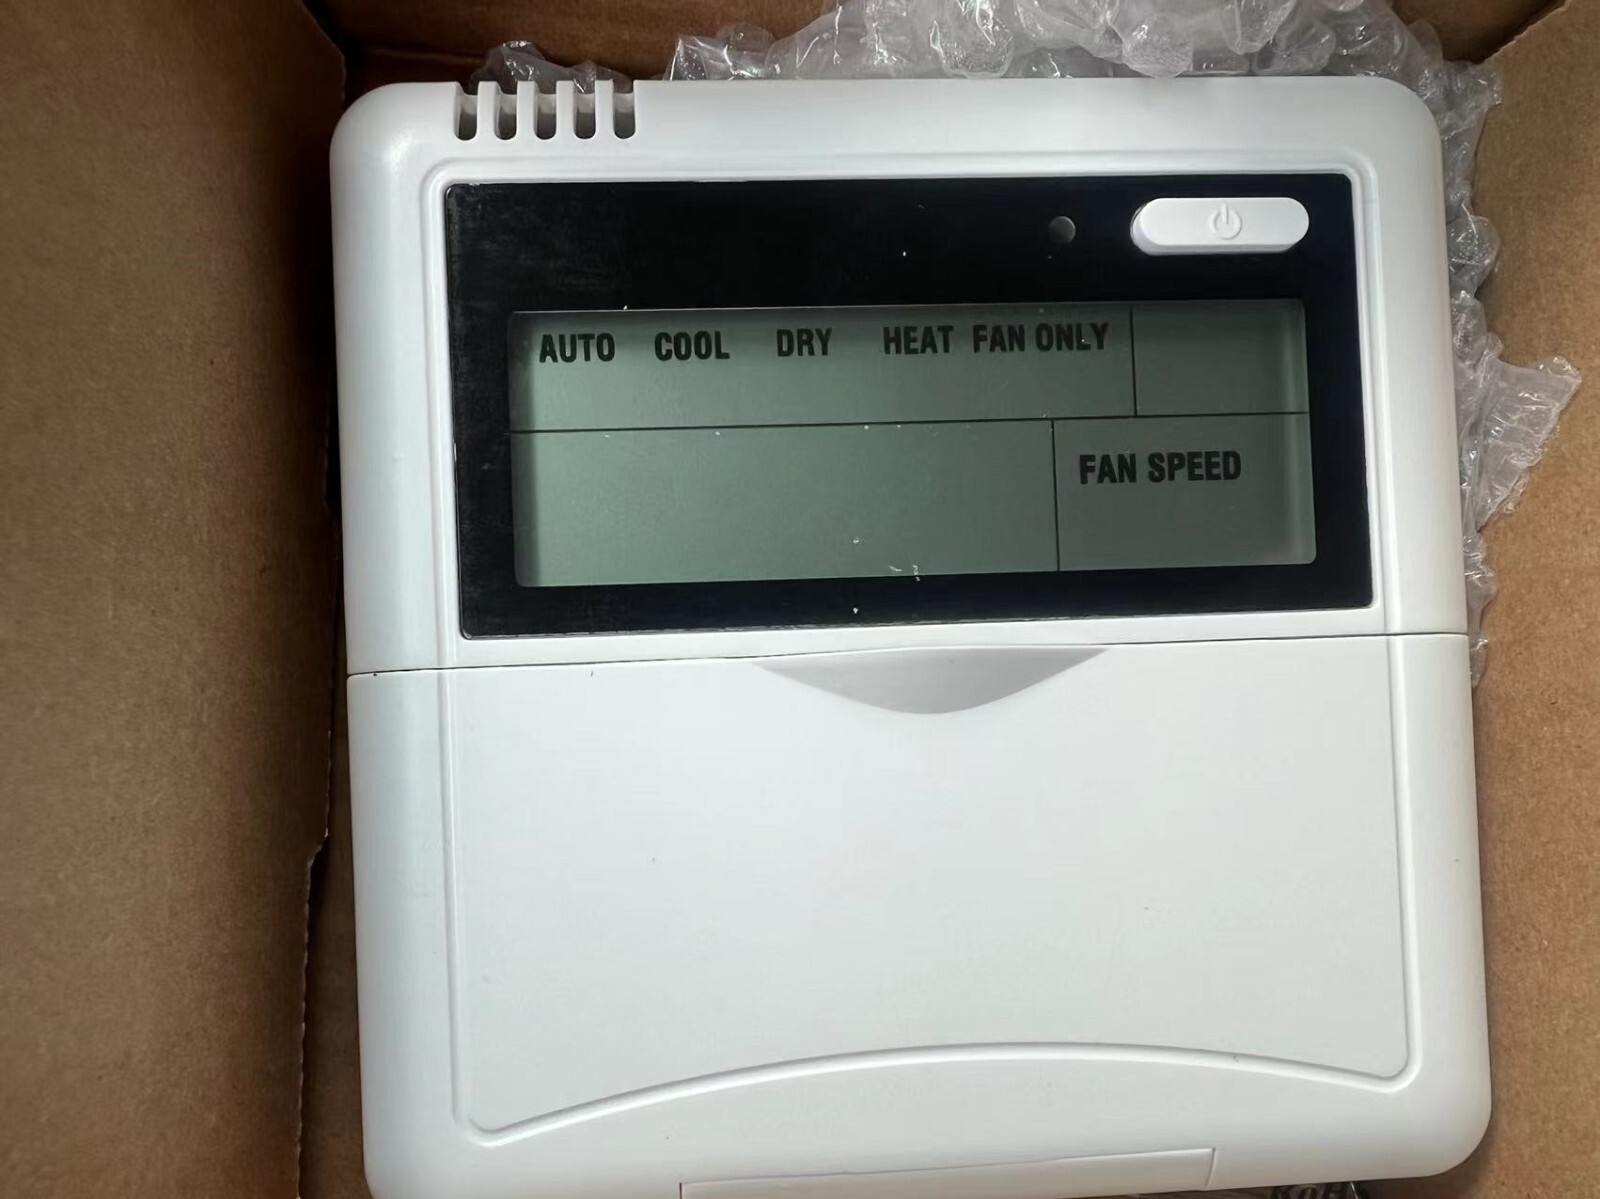 AUTO COOL DRY HEAT FAN ONLY
FAN SPEED